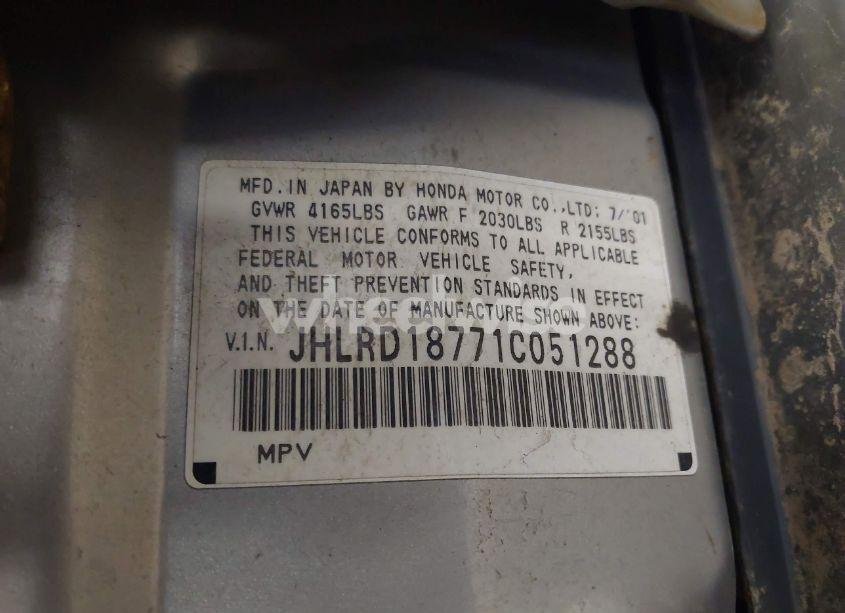 MFD.IN JAPAN BY HONDA MOTOR CO.,LTD: 7/'01
GVWR 4165LBS GAWR F 2030LBS R 2155LBS
THIS VEHICLE CONFORMS TO ALL APPLICABLE
FEDERAL MOTOR VEHICLE SAFETY,
AND THEFT PREVENTION STANDARDS IN EFFECT
ON THE DATE OF MANUFACTURE SHOWN ABOVE:
V.I.N. JHLRD18771C051288
MPV